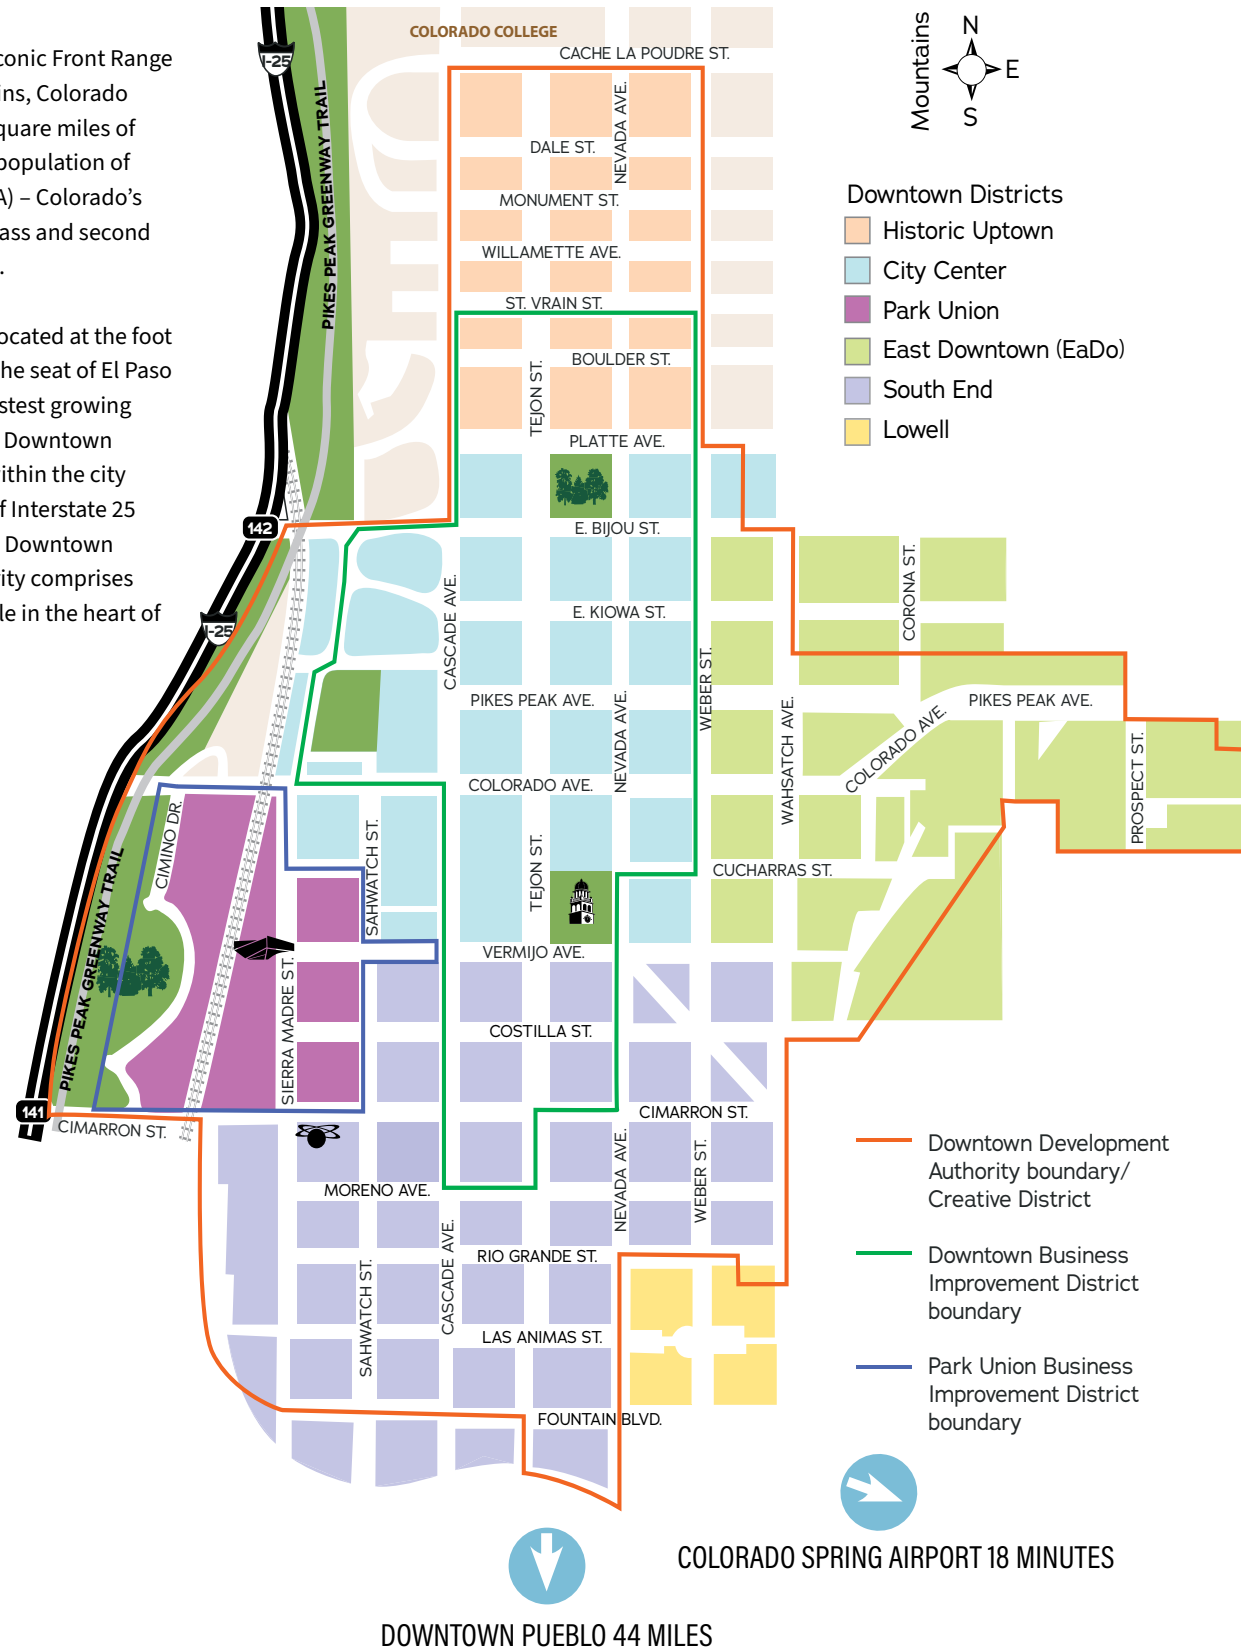 conic Front Range
ins, Colorado
quare miles of
population of
A) – Colorado’s
ass and second
.
ocated at the foot
he seat of El Paso
stest growing
Downtown
vithin the city
f Interstate 25
Downtown
rity comprises
le in the heart of
Mountains
N
E
S
COLORADO COLLEGE
CACHE LA POUDRE ST.
I-25
PIKES PEAK GREENWAY TRAIL
NEVADA AVE.
DALE ST.
MONUMENT ST.
WILLAMETTE AVE.
ST. VRAIN ST.
BOULDER ST.
TEJON ST.
PLATTE AVE.
Downtown Districts
Historic Uptown
City Center
Park Union
East Downtown (EaDo)
South End
Lowell
142
E. BIJOU ST.
I-25
CASCADE AVE.
E. KIOWA ST.
CORONA ST.
WEBER ST.
PIKES PEAK AVE.
NEVADA AVE.
WAHSATCH AVE.
COLORADO AVE.
PIKES PEAK AVE.
PROSPECT ST.
COLORADO AVE.
CIMINO DR.
SAHWATCH ST.
TEJON ST.
CUCHARRAS ST.
PIKES PEAK GREENWAY TRAIL
VERMIJO AVE.
SIERRA MADRE ST.
COSTILLA ST.
141
CIMARRON ST.
CIMARRON ST.
NEVADA AVE.
WEBER ST.
MORENO AVE.
CASCADE AVE.
RIO GRANDE ST.
SAHWATCH ST.
LAS ANIMAS ST.
FOUNTAIN BLVD.
Downtown Development
Authority boundary/
Creative District
Downtown Business
Improvement District
boundary
Park Union Business
Improvement District
boundary
COLORADO SPRING AIRPORT 18 MINUTES
DOWNTOWN PUEBLO 44 MILES